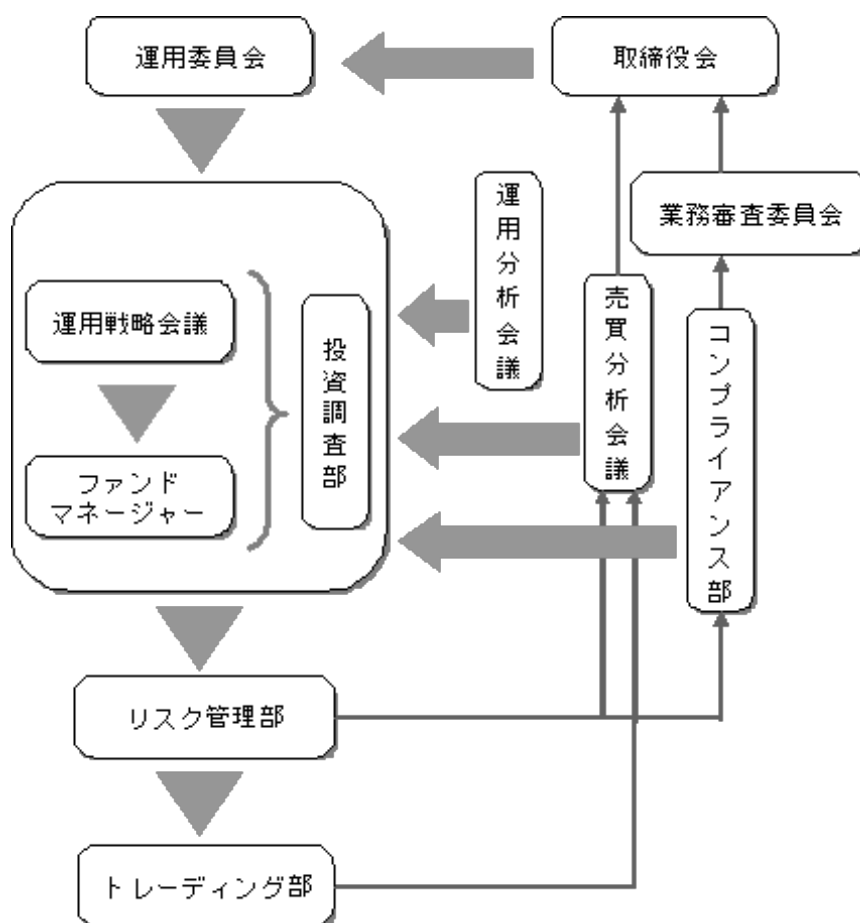 運用委員会
取締役会
運用分析会議
業務審査委員会
運用戦略会議
投資調査部
売買分析会議
コンプライアンス部
ファンド
マネージャー
リスク管理部
トレーディング部